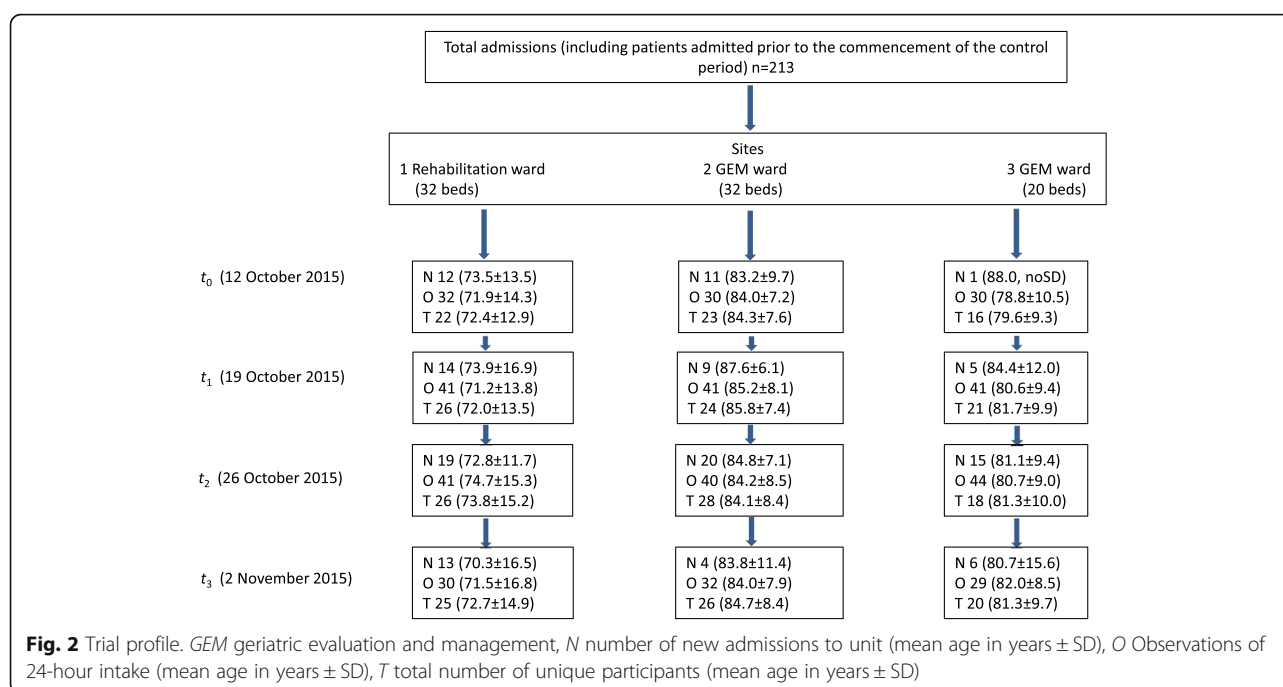 Total admissions (including patients admitted prior to the commencement of the control
period) n=213
Sites
1 Rehabilitation ward
(32 beds)
2 GEM ward
(32 beds)
3 GEM ward
(20 beds)
t₀ (12 October 2015)
N 12 (73.5±13.5)
O 32 (71.9±14.3)
T 22 (72.4±12.9)
N 11 (83.2±9.7)
O 30 (84.0±7.2)
T 23 (84.3±7.6)
N 1 (88.0, noSD)
O 30 (78.8±10.5)
T 16 (79.6±9.3)
t₁ (19 October 2015)
N 14 (73.9±16.9)
O 41 (71.2±13.8)
T 26 (72.0±13.5)
N 9 (87.6±6.1)
O 41 (85.2±8.1)
T 24 (85.8±7.4)
N 5 (84.4±12.0)
O 41 (80.6±9.4)
T 21 (81.7±9.9)
t₂ (26 October 2015)
N 19 (72.8±11.7)
O 41 (74.7±15.3)
T 26 (73.8±15.2)
N 20 (84.8±7.1)
O 40 (84.2±8.5)
T 28 (84.1±8.4)
N 15 (81.1±9.4)
O 44 (80.7±9.0)
T 18 (81.3±10.0)
t₃ (2 November 2015)
N 13 (70.3±16.5)
O 30 (71.5±16.8)
T 25 (72.7±14.9)
N 4 (83.8±11.4)
O 32 (84.0±7.9)
T 26 (84.7±8.4)
N 6 (80.7±15.6)
O 29 (82.0±8.5)
T 20 (81.3±9.7)
Fig. 2 Trial profile. GEM geriatric evaluation and management, N number of new admissions to unit (mean age in years ± SD), O Observations of
24-hour intake (mean age in years ± SD), T total number of unique participants (mean age in years ± SD)